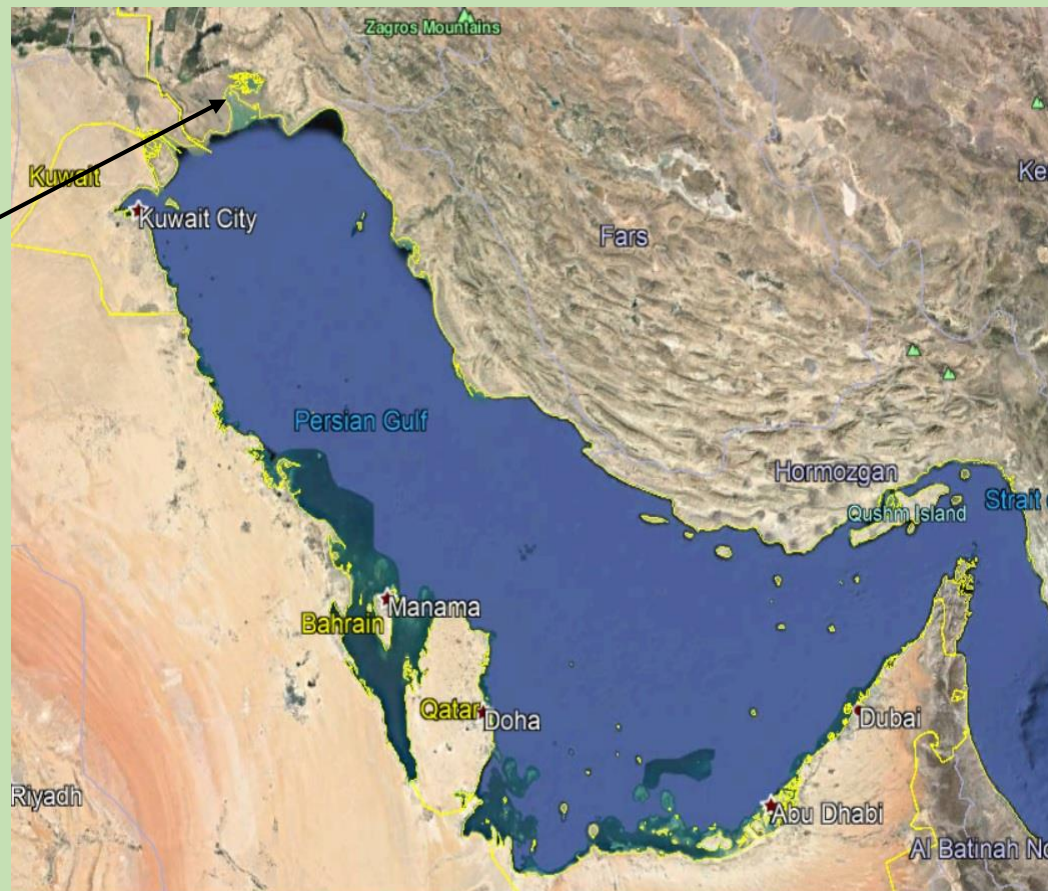 Zagros Mountains
Kuwait
Ke
Kuwait City
Fars
Persian Gulf
Hormozgan
Qushm Island
Strait
Manama
Bahrain
Qatar
Doha
Dubai
Riyadh
Abu Dhabi
Al Batinah No